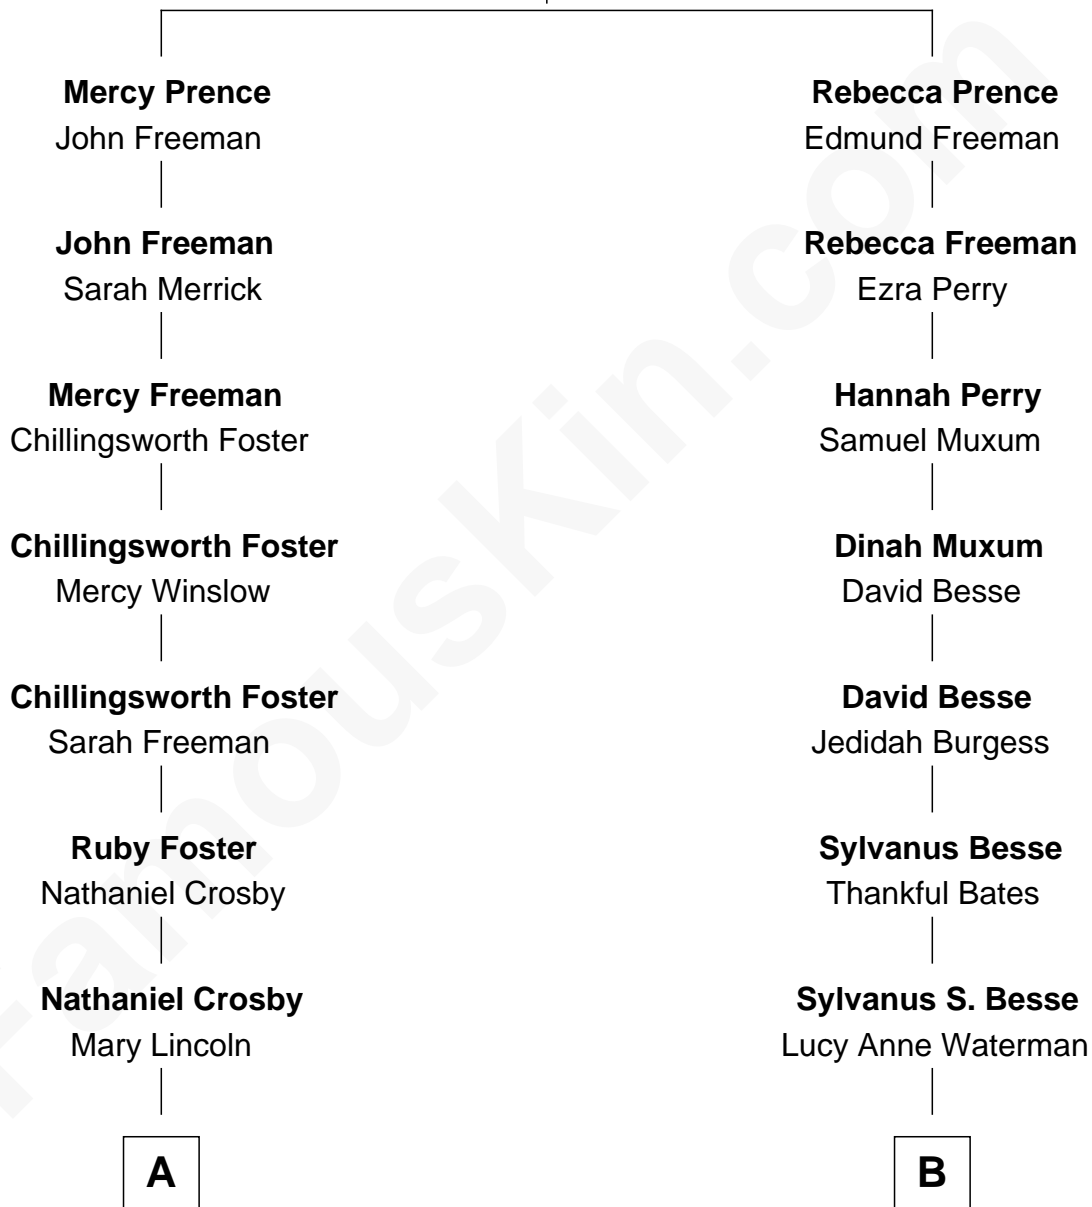 Mercy Prence
John Freeman
John Freeman
Sarah Merrick
Mercy Freeman
Chillingsworth Foster
Chillingsworth Foster
Mercy Winslow
Chillingsworth Foster
Sarah Freeman
Ruby Foster
Nathaniel Crosby
Nathaniel Crosby
Mary Lincoln
A
Rebecca Prence
Edmund Freeman
Rebecca Freeman
Ezra Perry
Hannah Perry
Samuel Muxum
Dinah Muxum
David Besse
David Besse
Jedidah Burgess
Sylvanus Besse
Thankful Bates
Sylvanus S. Besse
Lucy Anne Waterman
B
FamousKin.com